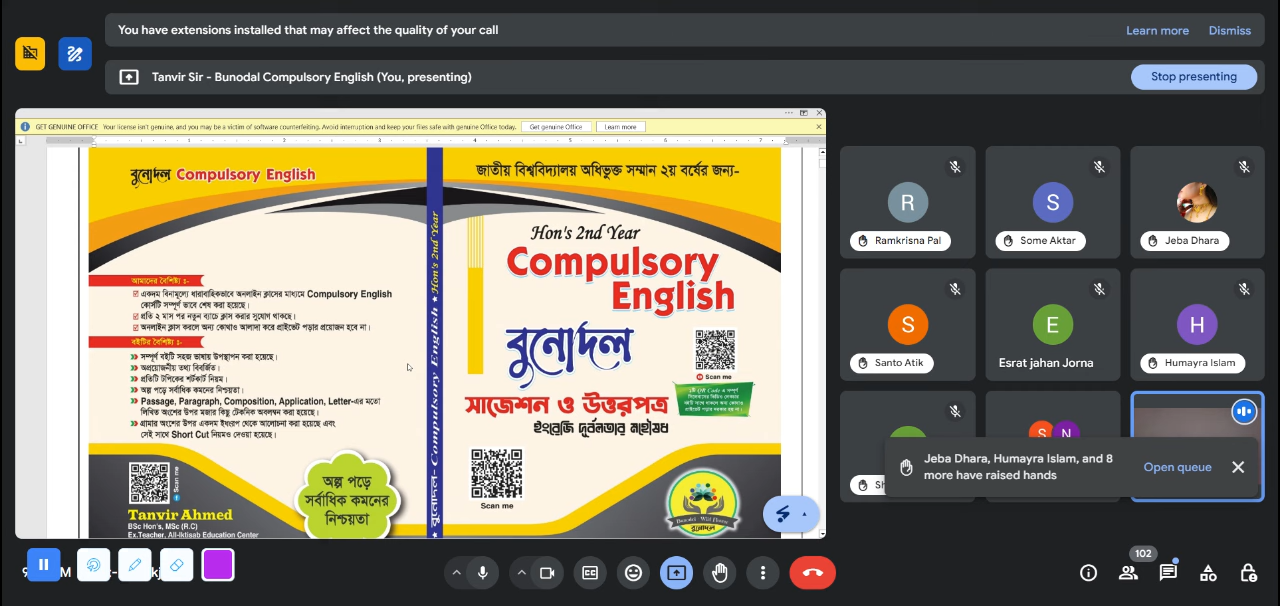 You have extensions installed that may affect the quality of your call
Learn more
Dismiss
Tanvir Sir - Bunodal Compulsory English (You, presenting)
Stop presenting
GET GENUINE OFFICE Your license isn't genuine, and you may be a victim of software counterfeiting. Avoid interruption and keep your files safe with genuine Office today.
Get genuine Office
Learn more
বুনোদল Compulsory English
আমাদের বৈশিষ্ট্য ঃ-
একদম বিনামূল্যে ধারাবাহিকভাবে অনলাইন ক্লাসের মাধ্যমে Compulsory English
কোর্সটি সম্পূর্ণ ভাবে শেষ করা হয়েছে।
প্রতি ২ মাস পর নতুন ব্যাচে ক্লাস করার সুযোগ থাকছে।
অনলাইন ক্লাস করলে অন্য কোথাও আলাদা করে প্রাইভেট পড়ার প্রয়োজন হবে না।
বইটির বৈশিষ্ট্য ঃ-
সম্পূর্ণ বইটি সহজ ভাষায় উপস্থাপন করা হয়েছে।
অপ্রয়োজনীয় তথ্য বিবর্জিত।
প্রতিটি টপিকের শর্টকার্ট নিয়ম।
অল্প পড়ে সর্বাধিক কমনের নিশ্চয়তা।
Passage, Paragraph, Composition, Application, Letter-এর মতো
লিখিত অংশের উপর মজার কিছু টেকনিক অবলম্বন করা হয়েছে।
গ্রামার অংশের উপর একদম ইধংরপ থেকে আলোচনা করা হয়েছে এবং
সেই সাথে Short Cut নিয়মও দেওয়া হয়েছে।
Scan me
Tanvir Ahmed
BSc Hon's, MSc (R.C)
Ex.Teacher, All-Iktisab Education Center
অল্প পড়ে
সর্বাধিক কমনের
নিশ্চয়তা
বুনোদল- Compulsory English ★ Hon's 2nd Year
জাতীয় বিশ্ববিদ্যালয় অধিভুক্ত সম্মান ২য় বর্ষের জন্য-
Hon's 2nd Year
Compulsory
English
বুনোদল
Scan me
সাজেশন ও উত্তরপত্র
ইংরেজি দুর্বলতার মহৌষধ
Scan me
বুনোদল
R
Ramkrisna Pal
S
Some Aktar
Jeba Dhara
S
Santo Atik
E
Esrat jahan Jorna
H
Humayra Islam
S
N
Sh
Jeba Dhara, Humayra Islam, and 8
more have raised hands
Open queue
102